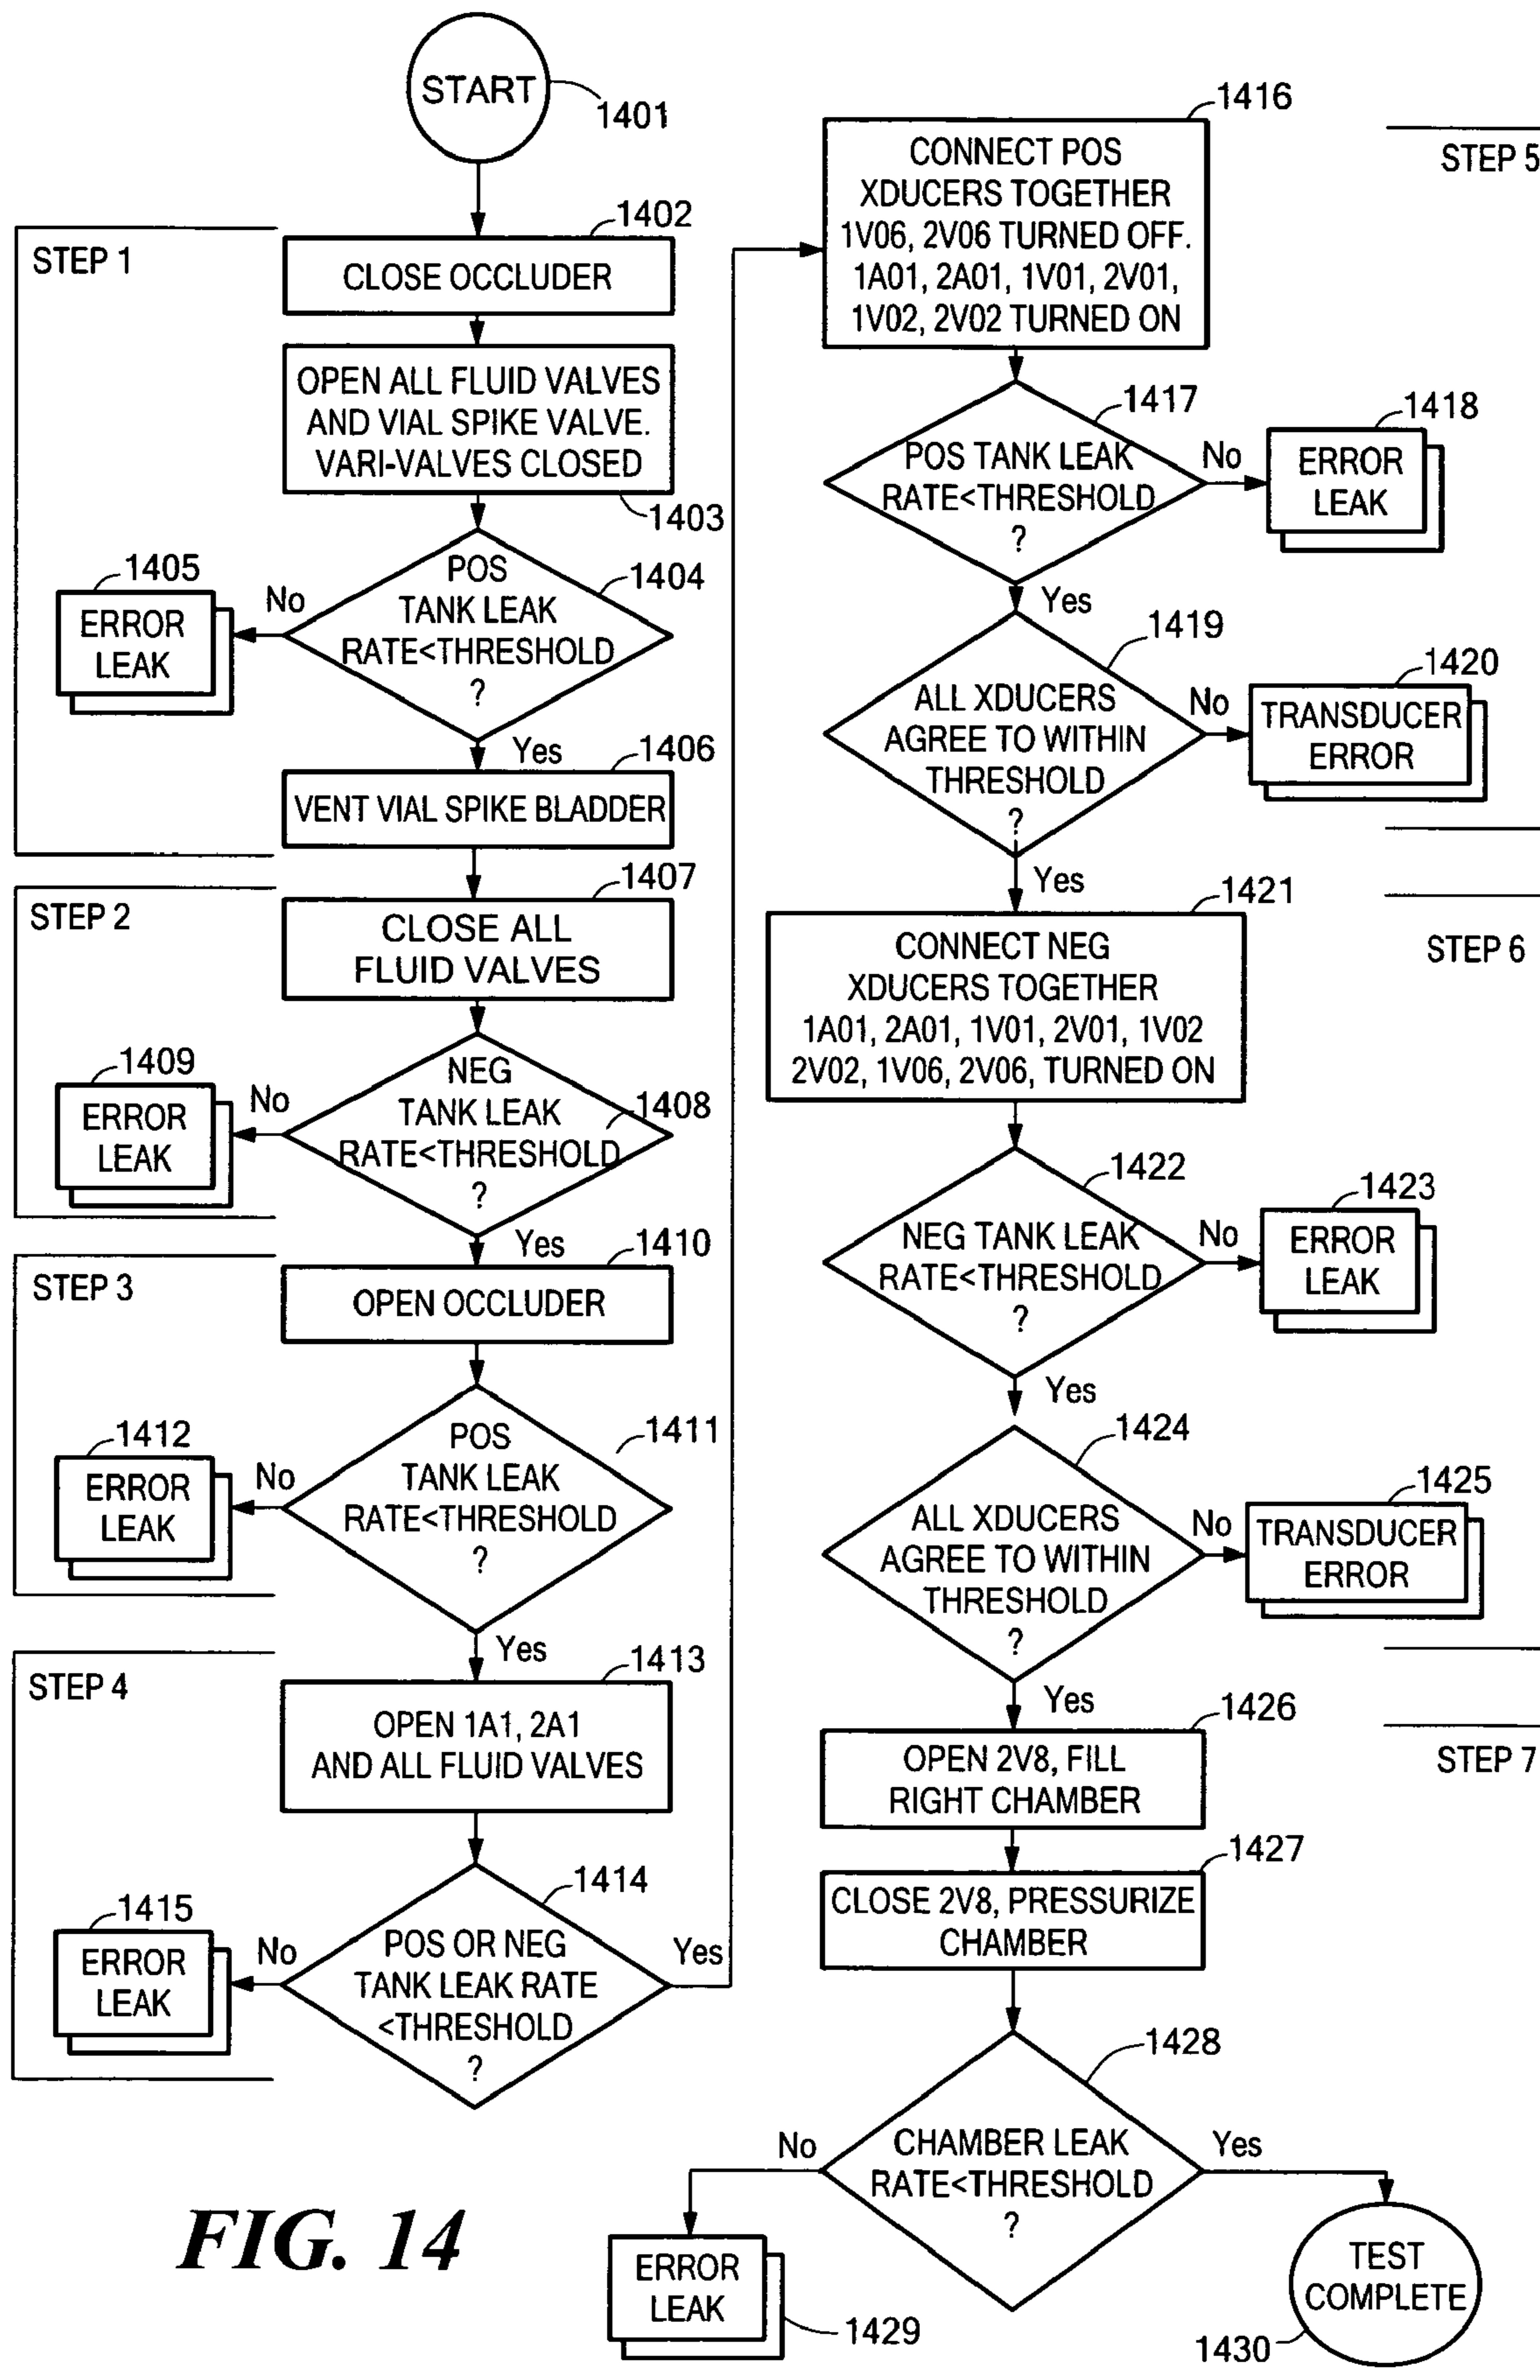 START
1401
STEP 1
1402
CLOSE OCCLUDER
OPEN ALL FLUID VALVES
AND VIAL SPIKE VALVE.
VARI-VALVES CLOSED
1403
1404
POS
TANK LEAK
RATE<THRESHOLD
?
No
1405
ERROR
LEAK
Yes
1406
VENT VIAL SPIKE BLADDER
STEP 2
1407
CLOSE ALL
FLUID VALVES
1408
NEG
TANK LEAK
RATE<THRESHOLD
?
No
1409
ERROR
LEAK
Yes
STEP 3
1410
OPEN OCCLUDER
1411
POS
TANK LEAK
RATE<THRESHOLD
?
No
1412
ERROR
LEAK
Yes
STEP 4
1413
OPEN 1A1, 2A1
AND ALL FLUID VALVES
1414
POS OR NEG
TANK LEAK RATE
<THRESHOLD
?
No
1415
ERROR
LEAK
Yes
STEP 5
1416
CONNECT POS
XDUCERS TOGETHER
1V06, 2V06 TURNED OFF.
1A01, 2A01, 1V01, 2V01,
1V02, 2V02 TURNED ON
1417
POS TANK LEAK
RATE<THRESHOLD
?
No
1418
ERROR
LEAK
Yes
1419
ALL XDUCERS
AGREE TO WITHIN
THRESHOLD
?
No
1420
TRANSDUCER
ERROR
Yes
STEP 6
1421
CONNECT NEG
XDUCERS TOGETHER
1A01, 2A01, 1V01, 2V01, 1V02
2V02, 1V06, 2V06, TURNED ON
1422
NEG TANK LEAK
RATE<THRESHOLD
?
No
1423
ERROR
LEAK
Yes
1424
ALL XDUCERS
AGREE TO WITHIN
THRESHOLD
?
No
1425
TRANSDUCER
ERROR
Yes
STEP 7
1426
OPEN 2V8, FILL
RIGHT CHAMBER
1427
CLOSE 2V8, PRESSURIZE
CHAMBER
1428
CHAMBER LEAK
RATE<THRESHOLD
?
No
ERROR
LEAK
1429
Yes
TEST
COMPLETE
1430
FIG. 14